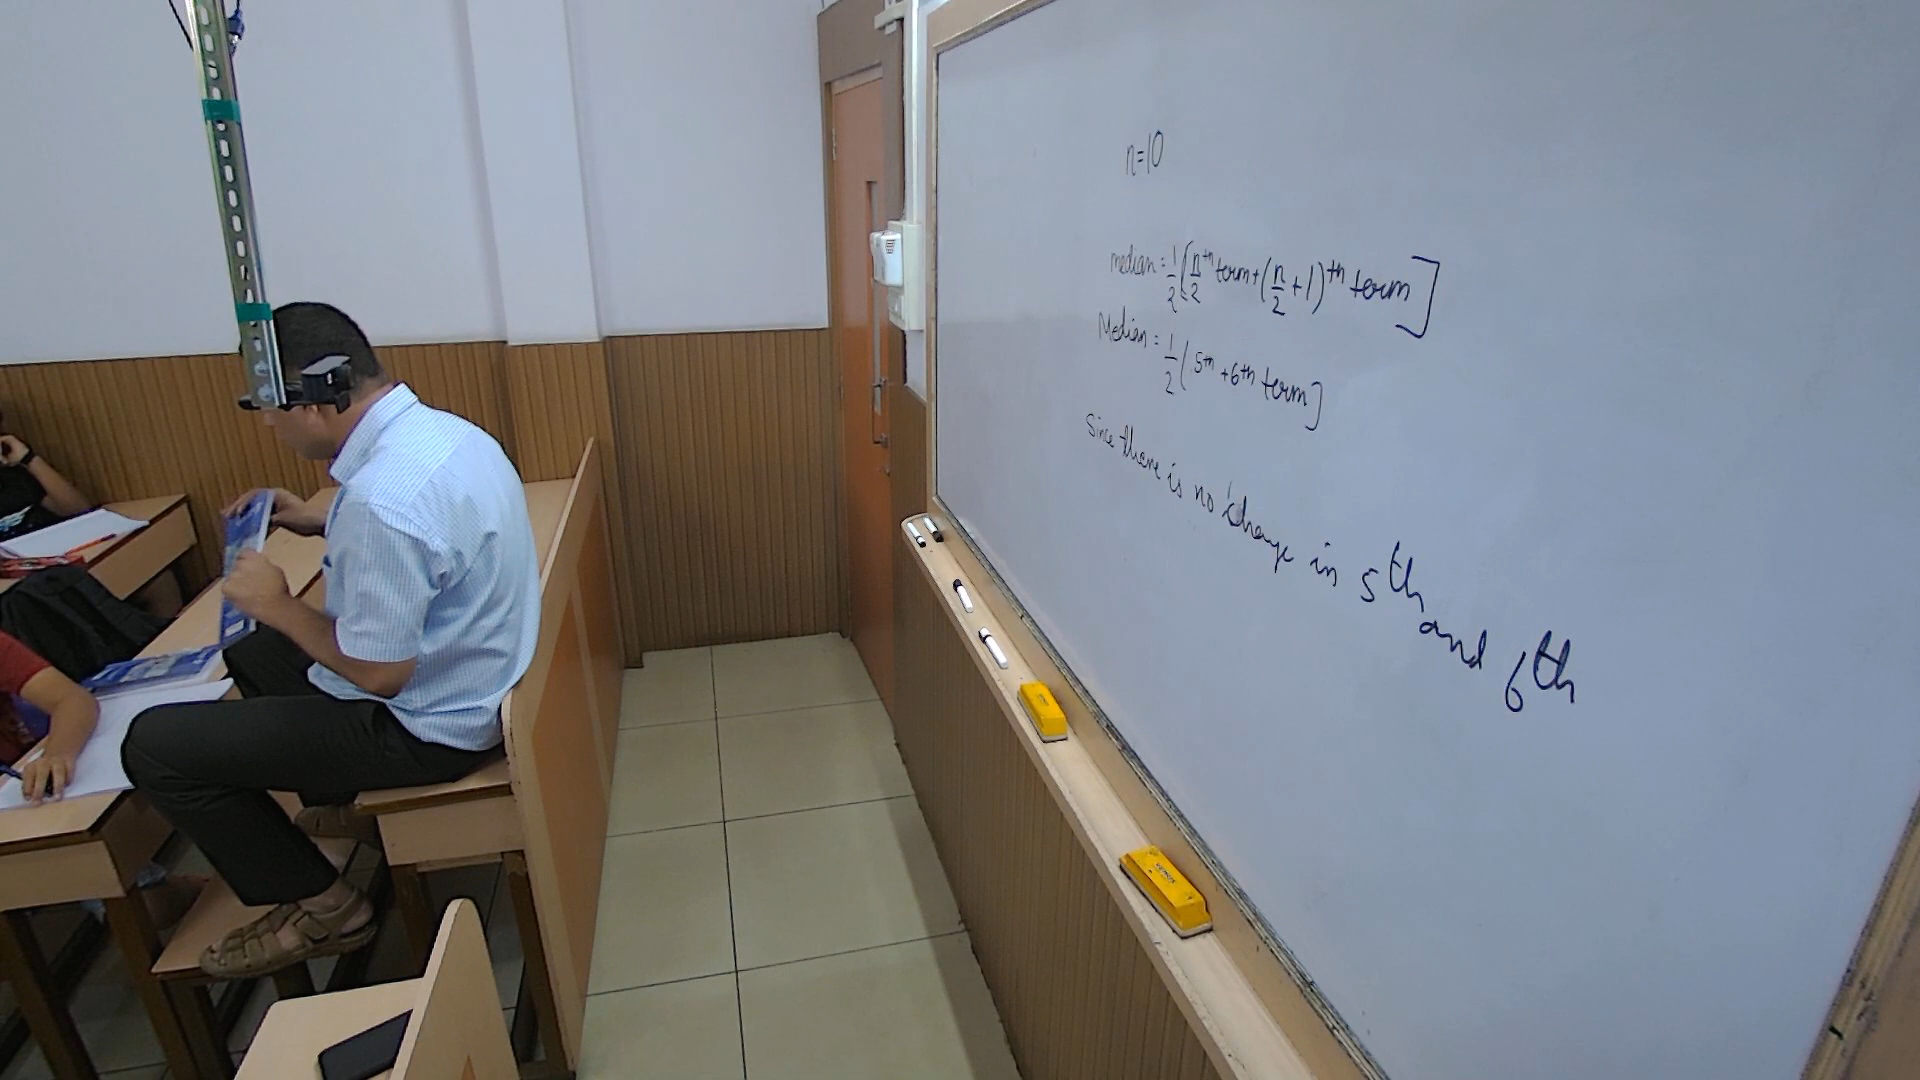 n=10
median = 1/2 [n/2 th term + (n/2 + 1)th term]
Median = 1/2 (5th + 6th term]
Since there is no change in 5th and 6th